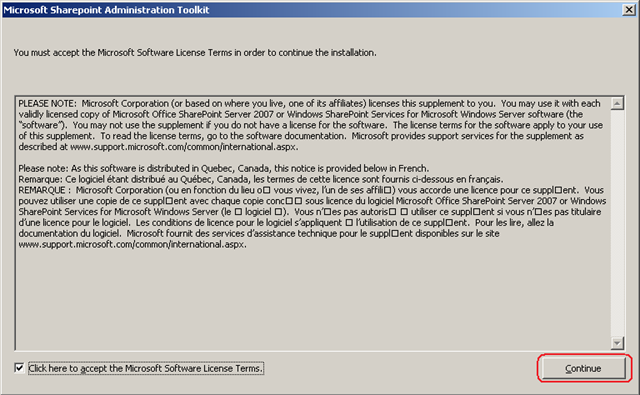 Microsoft Sharepoint Administration Toolkit
You must accept the Microsoft Software License Terms in order to continue the installation.
PLEASE NOTE:  Microsoft Corporation (or based on where you live, one of its affiliates) licenses this supplement to you.  You may use it with each
validly licensed copy of Microsoft Office SharePoint Server 2007 or Windows SharePoint Services for Microsoft Windows Server software (the
“software”).  You may not use the supplement if you do not have a license for the software.  The license terms for the software apply to your use
of this supplement.  To read the license terms, go to the software documentation.  Microsoft provides support services for the supplement as
described at www.support.microsoft.com/common/international.aspx.
Please note: As this software is distributed in Quebec, Canada, this notice is provided below in French.
Remarque: Ce logiciel étant distribué au Québec, Canada, les termes de cette licence sont fournis ci-dessous en français.
REMARQUE :  Microsoft Corporation (ou en fonction du lieu o□ vous vivez, l’un de ses affili□) vous accorde une licence pour ce suppl□ent.  Vous
pouvez utiliser une copie de ce suppl□ent avec chaque copie conc□□ sous licence du logiciel Microsoft Office SharePoint Server 2007 or Windows
SharePoint Services for Microsoft Windows Server (le □ logiciel □).  Vous n’□es pas autoris□ □ utiliser ce suppl□ent si vous n’□es pas titulaire
d’une licence pour le logiciel.  Les conditions de licence pour le logiciel s’appliquent □ l’utilisation de ce suppl□ent.  Pour les lire, allez la
documentation du logiciel.  Microsoft fournit des services d’assistance technique pour le suppl□ent disponibles sur le site
www.support.microsoft.com/common/international.aspx.
Click here to accept the Microsoft Software License Terms.
Continue